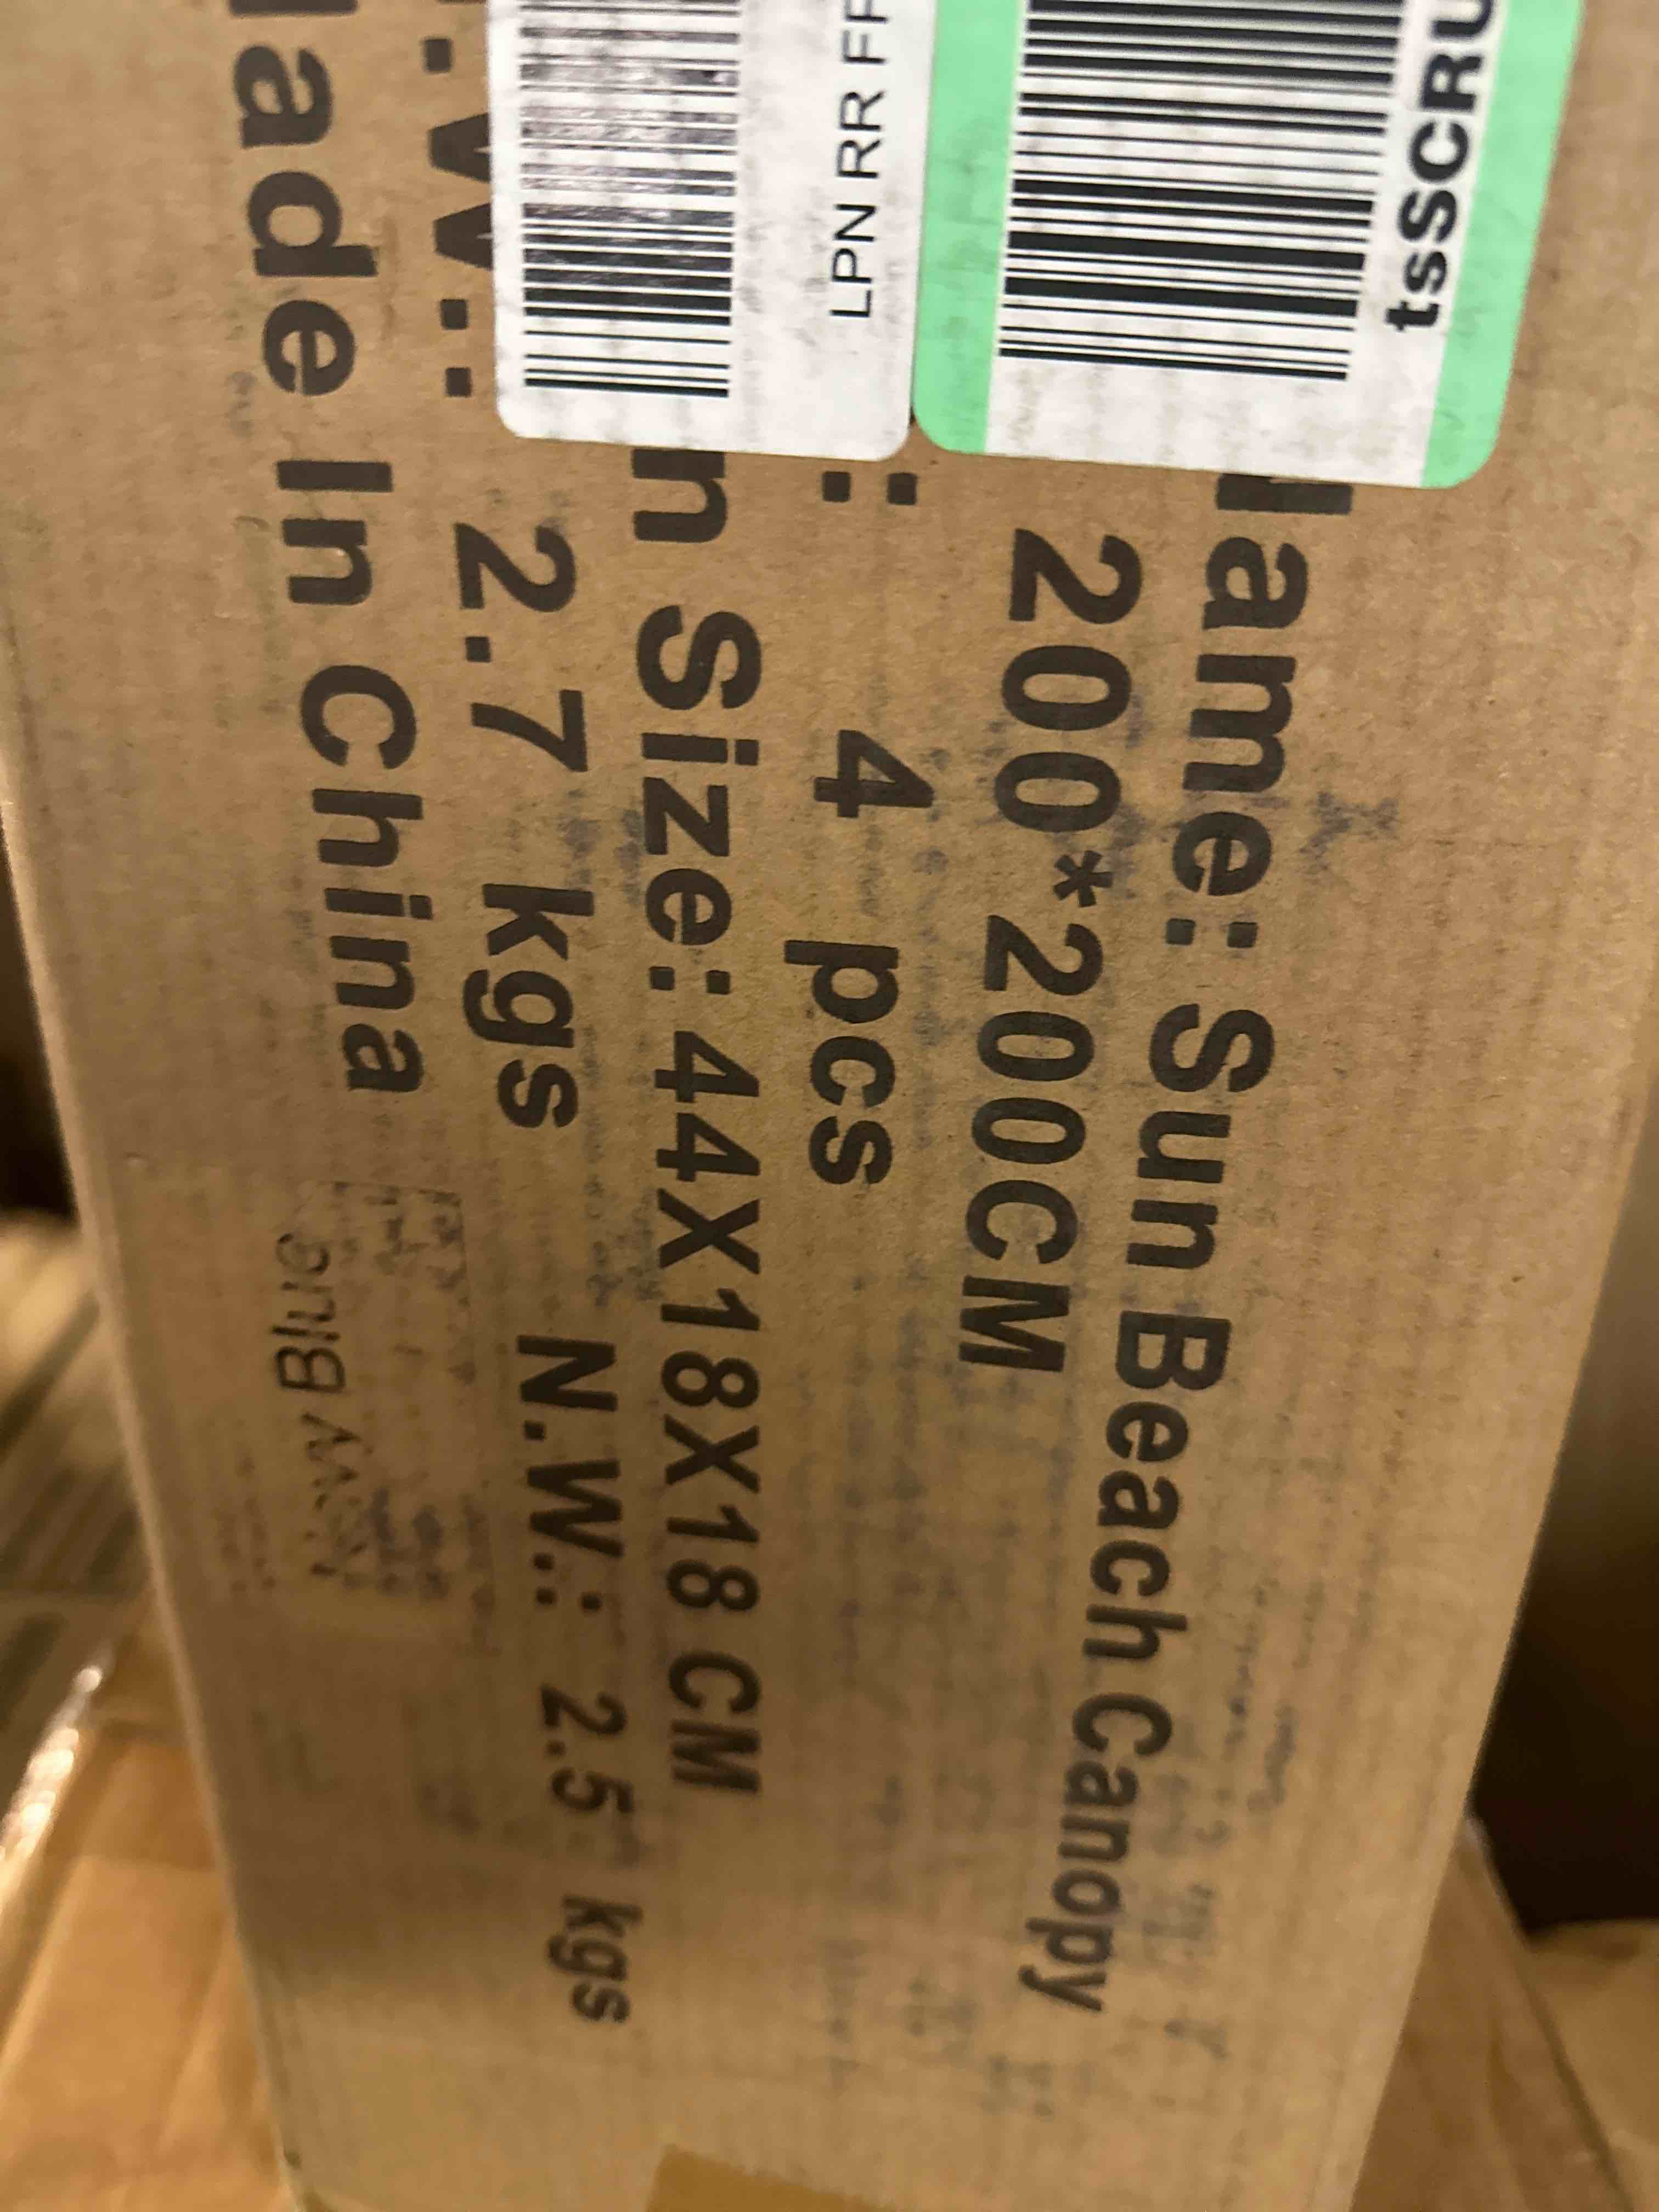 ame: Sun Beach Canopy
200*200CM
: 4 pcs
n Size: 44X18X18 CM
.W.: 2.7 kgs N.W.: 2.5 kgs
ade In China
Blue
LPN RR FF
tsSCRU